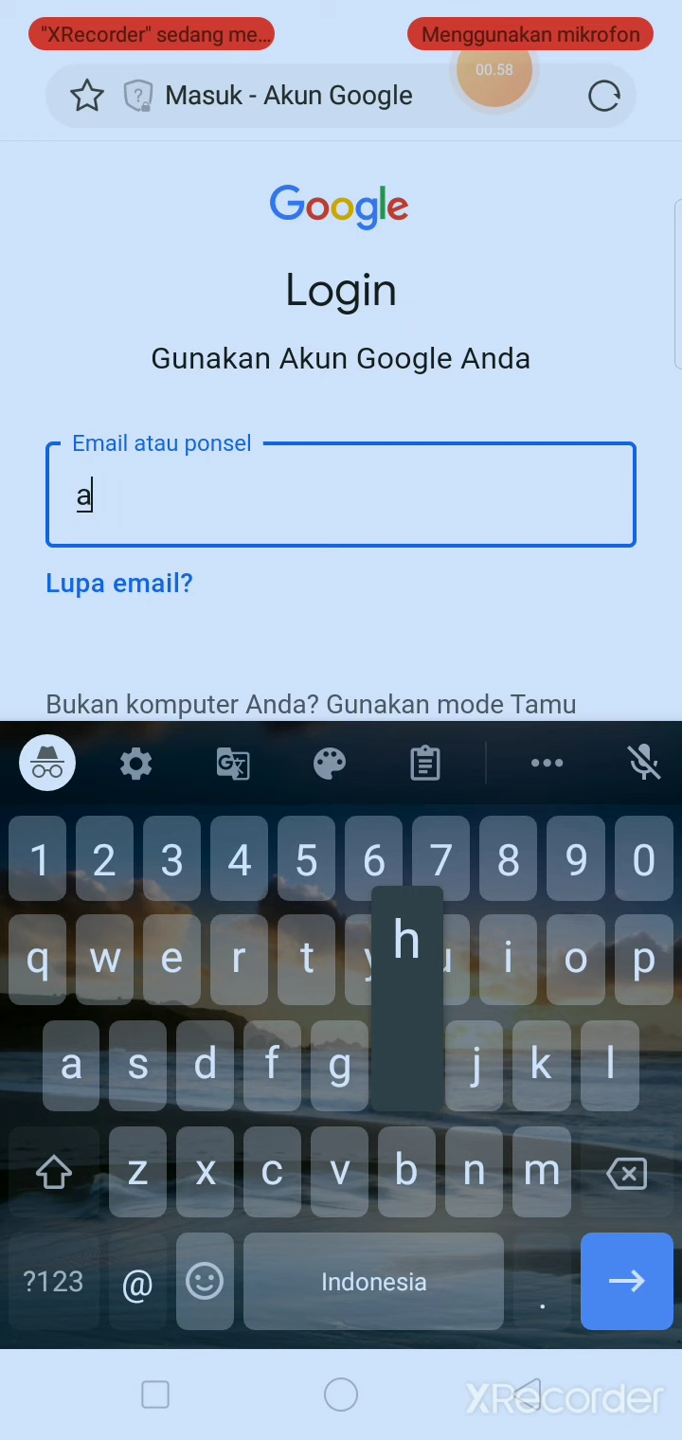 "XRecorder" sedang me...
Menggunakan mikrofon
00.58
Masuk - Akun Google
Google
Login
Gunakan Akun Google Anda
Email atau ponsel
a
Lupa email?
Bukan komputer Anda? Gunakan mode Tamu
1 2 3 4 5 6 7 8 9 0
h
q w e r t y u i o p
a s d f g j k l
z x c v b n m
?123 @ Indonesia .
XRecorder